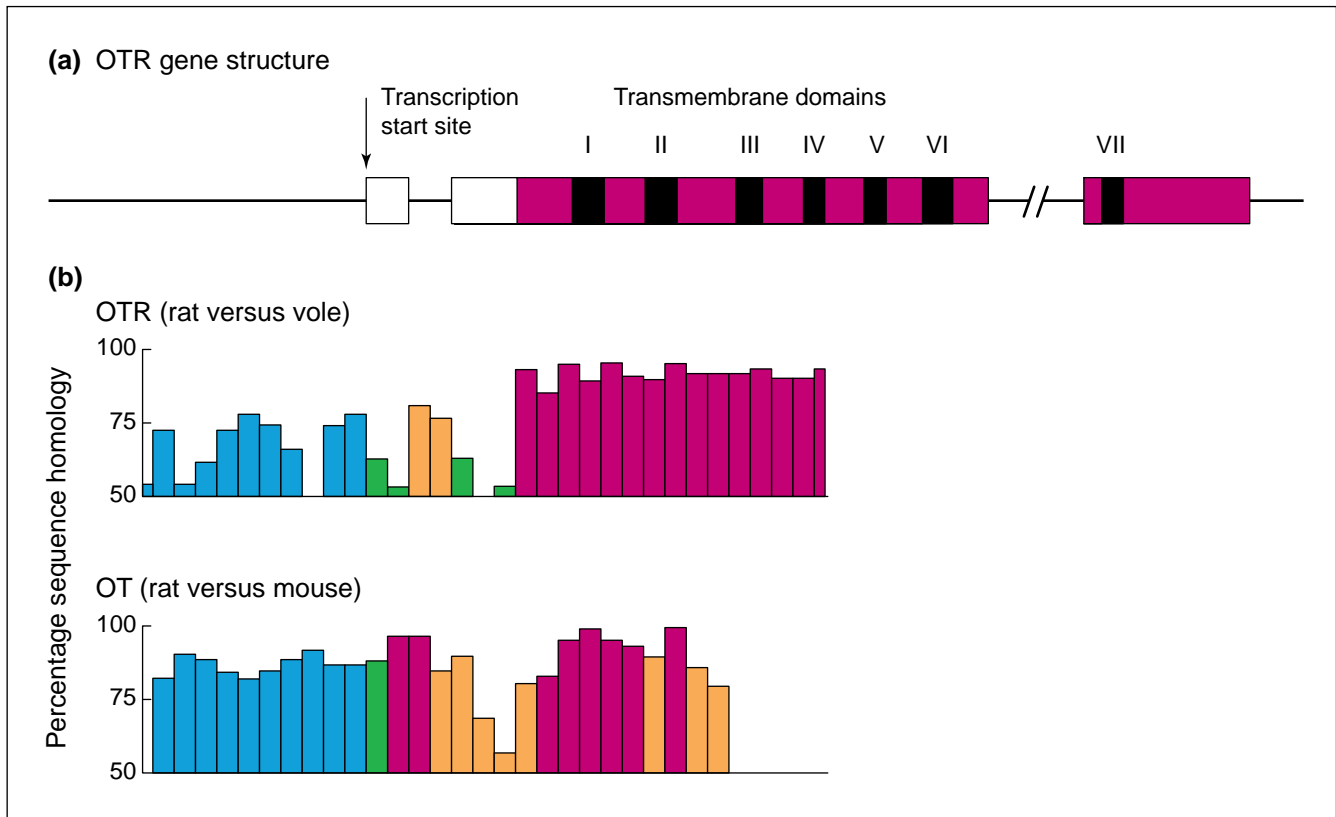 (a) OTR gene structure
Transcription
start site
Transmembrane domains
I II III IV V VI VII
(b)
OTR (rat versus vole)
100
75
50
OT (rat versus mouse)
100
75
50
Percentage sequence homology